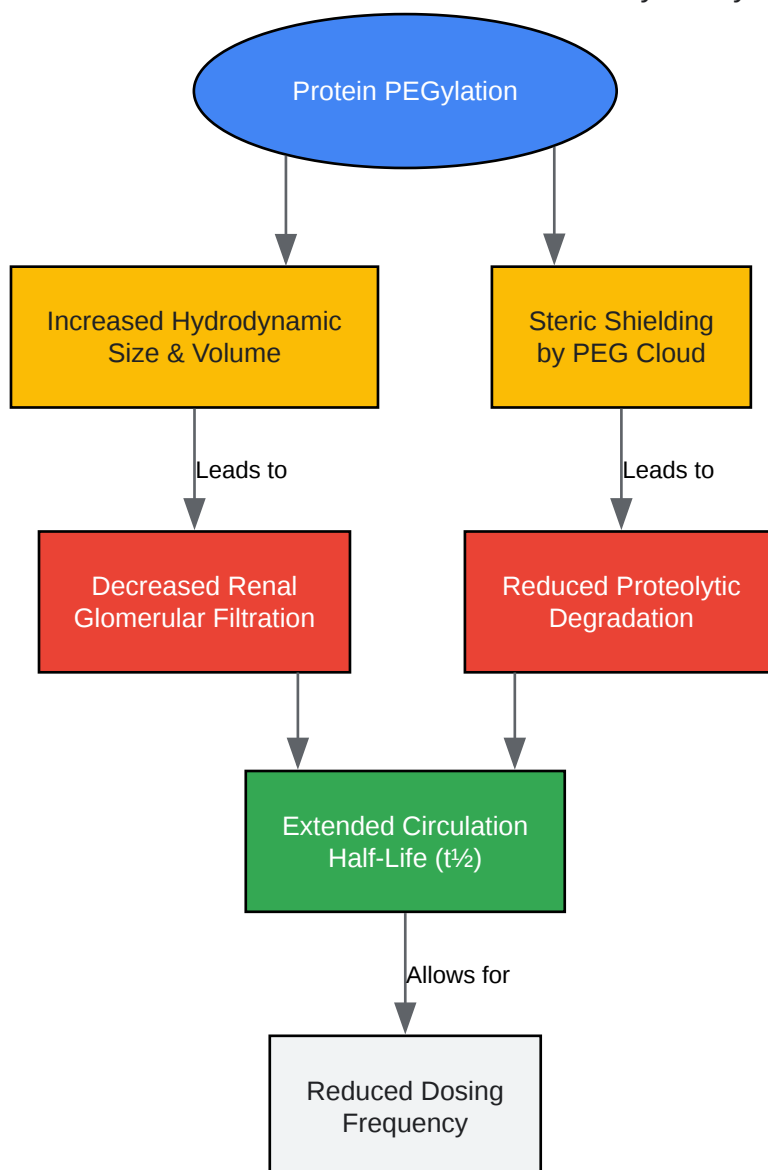 Protein PEGylation
Increased Hydrodynamic
Size & Volume
Steric Shielding
by PEG Cloud
Leads to
Leads to
Decreased Renal
Glomerular Filtration
Reduced Proteolytic
Degradation
Extended Circulation
Half-Life (t½)
Allows for
Reduced Dosing
Frequency